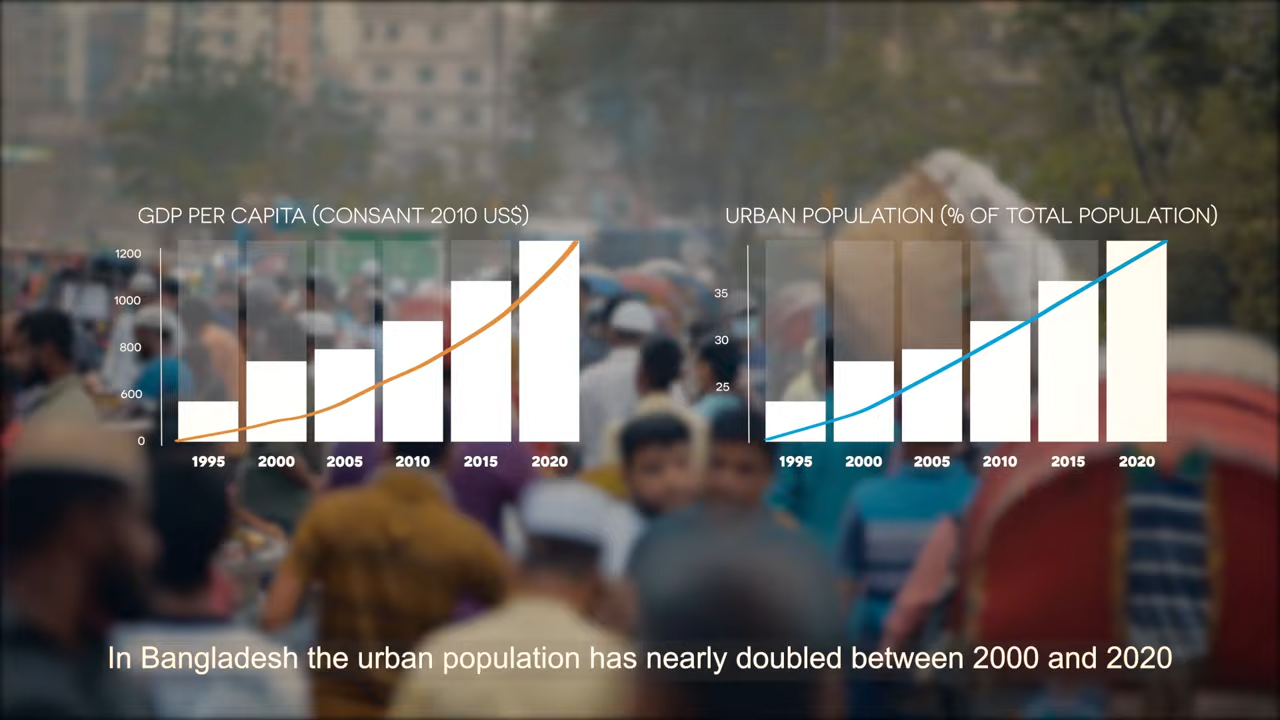 GDP PER CAPITA (CONSANT 2010 US$)
1200
1000
800
600
0
1995 2000 2005 2010 2015 2020
URBAN POPULATION (% OF TOTAL POPULATION)
35
30
25
1995 2000 2005 2010 2015 2020
In Bangladesh the urban population has nearly doubled between 2000 and 2020